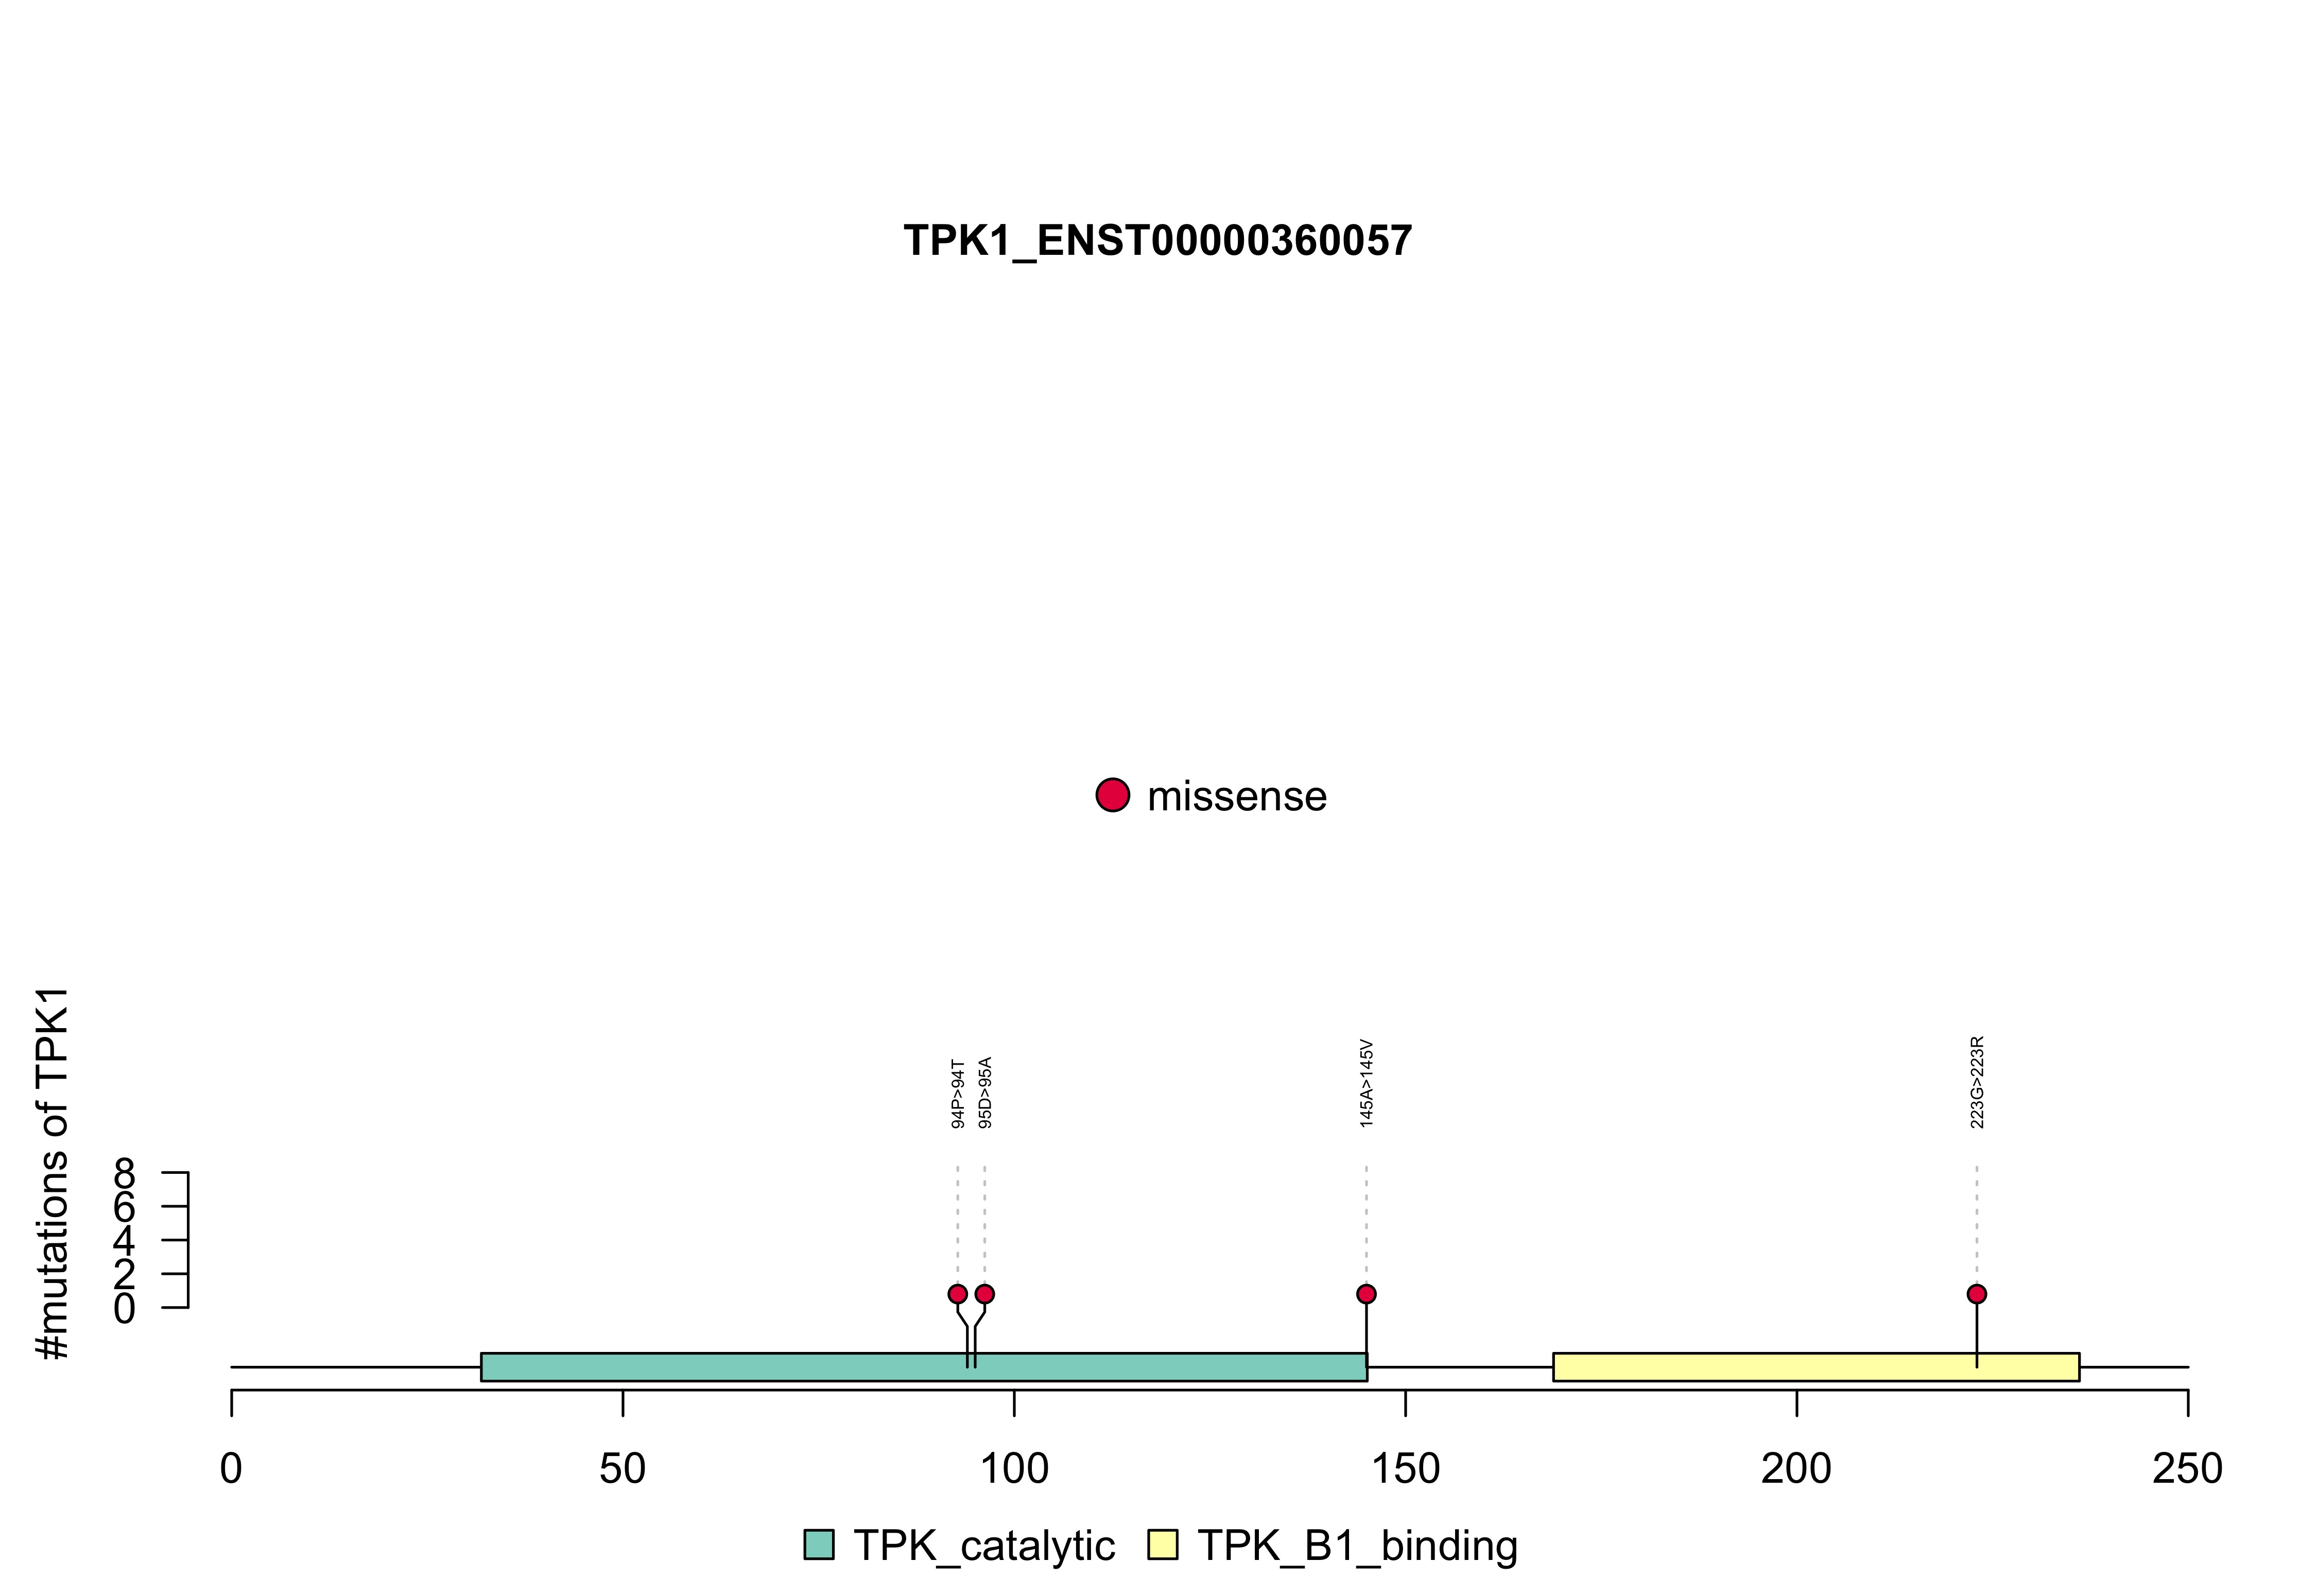 TPK1_ENST00000360057
missense
#mutations of TPK1
94P>94T
95D>95A
145A>145V
223G>223R
8
6
4
2
0
0 50 100 150 200 250
TPK_catalytic TPK_B1_binding